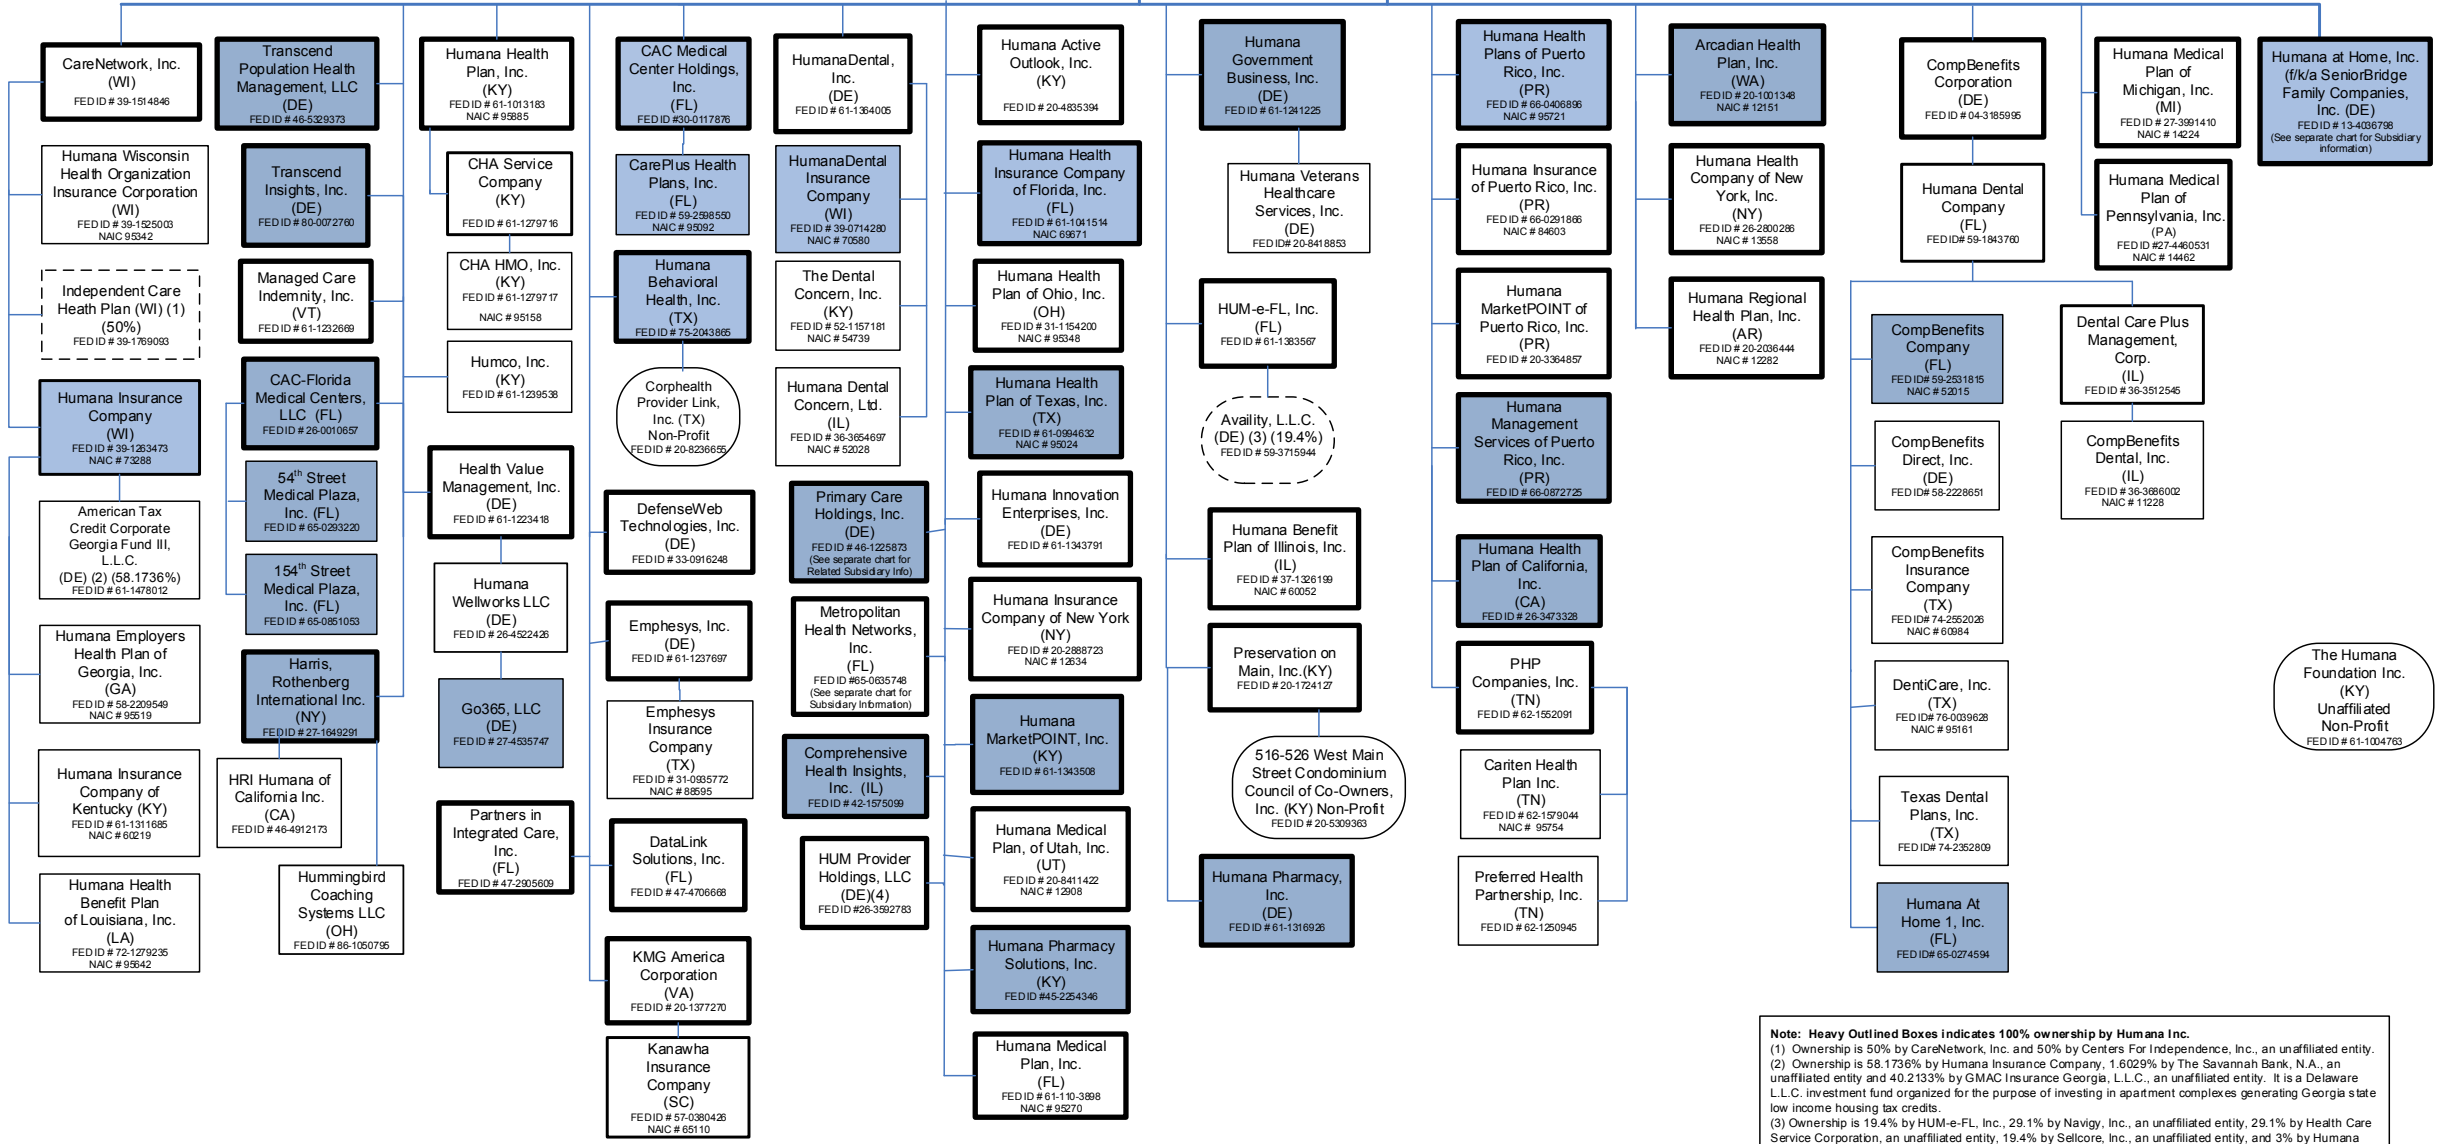 CareNetwork, Inc.
(WI)
FED ID # 39-1514846
Humana Wisconsin
Health Organization
Insurance Corporation
(WI)
FED ID # 39-1525003
NAIC 95342
Independent Care
Heath Plan (WI) (1)
(50%)
FED ID # 39-1769093
Humana Insurance
Company
(WI)
FED ID # 39-1263473
NAIC # 73288
American Tax
Credit Corporate
Georgia Fund III,
L.L.C.
(DE) (2) (58.1736%)
FED ID # 61-1478012
Humana Employers
Health Plan of
Georgia, Inc.
(GA)
FED ID # 58-2209549
NAIC # 95519
Humana Insurance
Company of
Kentucky (KY)
FED ID # 61-1311685
NAIC # 60219
Humana Health
Benefit Plan
of Louisiana, Inc.
(LA)
FED ID # 72-1279235
NAIC # 95642
Transcend
Population Health
Management, LLC
(DE)
FED ID # 46-5329373
Transcend
Insights, Inc.
(DE)
FED ID # 80-0072760
Managed Care
Indemnity, Inc.
(VT)
FED ID # 61-1232669
CAC-Florida
Medical Centers,
LLC (FL)
FED ID # 26-0010657
54th Street
Medical Plaza,
Inc. (FL)
FED ID # 65-0293220
154th Street
Medical Plaza,
Inc. (FL)
FED ID # 65-0851053
Harris,
Rothenberg
International Inc.
(NY)
FED ID # 27-1649291
HRI Humana of
California Inc.
(CA)
FED ID # 46-4912173
Hummingbird
Coaching
Systems LLC
(OH)
FED ID # 86-1050795
Humana Health
Plan, Inc.
(KY)
FED ID # 61-1013183
NAIC # 95885
CHA Service
Company
(KY)
FED ID # 61-1279716
CHA HMO, Inc.
(KY)
FED ID # 61-1279717
NAIC # 95158
Humco, Inc.
(KY)
FED ID # 61-1239538
Health Value
Management, Inc.
(DE)
FED ID # 61-1223418
Humana
Wellworks LLC
(DE)
FED ID # 26-4522426
Go365, LLC
(DE)
FED ID # 27-4535747
Partners in
Integrated Care,
Inc.
(FL)
FED ID # 47-2905609
CAC Medical
Center Holdings,
Inc.
(FL)
FED ID #30-0117876
CarePlus Health
Plans, Inc.
(FL)
FED ID # 59-2598550
NAIC # 95092
Humana
Behavioral
Health, Inc.
(TX)
FED ID # 75-2043865
Corphealth
Provider Link,
Inc. (TX)
Non-Profit
FED ID # 20-8236655
DefenseWeb
Technologies, Inc.
(DE)
FED ID # 33-0916248
Emphesys, Inc.
(DE)
FED ID # 61-1237697
Emphesys
Insurance
Company
(TX)
FED ID # 31-0935772
NAIC # 88595
DataLink
Solutions, Inc.
(FL)
FED ID # 47-4706668
KMG America
Corporation
(VA)
FED ID # 20-1377270
Kanawha
Insurance
Company
(SC)
FED ID # 57-0380426
NAIC # 65110
HumanaDental,
Inc.
(DE)
FED ID # 61-1364005
HumanaDental
Insurance
Company
(WI)
FED ID # 39-0714280
NAIC # 70580
The Dental
Concern, Inc.
(KY)
FED ID # 52-1157181
NAIC # 54739
Humana Dental
Concern, Ltd.
(IL)
FED ID # 36-3654697
NAIC # 52028
Primary Care
Holdings, Inc.
(DE)
FED ID # 46-1225873
(See separate chart for
Related Subsidiary Info)
Metropolitan
Health Networks,
Inc.
(FL)
FED ID #65-0635748
(See separate chart for
Subsidiary Information)
Comprehensive
Health Insights,
Inc. (IL)
FED ID # 42-1575099
HUM Provider
Holdings, LLC
(DE)(4)
FED ID #26-3592783
Humana Active
Outlook, Inc.
(KY)
FED ID # 20-4835394
Humana Health
Insurance Company
of Florida, Inc.
(FL)
FED ID # 61-1041514
NAIC 69671
Humana Health
Plan of Ohio, Inc.
(OH)
FED ID # 31-1154200
NAIC # 95348
Humana Health
Plan of Texas, Inc.
(TX)
FED ID # 61-0994632
NAIC # 95024
Humana Innovation
Enterprises, Inc.
(DE)
FED ID # 61-1343791
Humana Insurance
Company of New York
(NY)
FED ID # 20-2888723
NAIC # 12634
Humana
MarketPOINT, Inc.
(KY)
FED ID # 61-1343508
Humana Medical
Plan, of Utah, Inc.
(UT)
FED ID # 20-8411422
NAIC # 12908
Humana Pharmacy
Solutions, Inc.
(KY)
FED ID #45-2254346
Humana Medical
Plan, Inc.
(FL)
FED ID # 61-110-3898
NAIC # 95270
Humana
Government
Business, Inc.
(DE)
FED ID # 61-1241225
Humana Veterans
Healthcare
Services, Inc.
(DE)
FED ID# 20-8418853
HUM-e-FL, Inc.
(FL)
FED ID # 61-1383567
Availity, L.L.C.
(DE) (3) (19.4%)
FED ID # 59-3715944
Humana Benefit
Plan of Illinois, Inc.
(IL)
FED ID # 37-1326199
NAIC # 60052
Preservation on
Main, Inc.(KY)
FED ID # 20-1724127
516-526 West Main
Street Condominium
Council of Co-Owners,
Inc. (KY) Non-Profit
FED ID # 20-5309363
Humana Pharmacy,
Inc.
(DE)
FED ID # 61-1316926
Humana Health
Plans of Puerto
Rico, Inc.
(PR)
FED ID # 66-0406896
NAIC # 95721
Humana Insurance
of Puerto Rico, Inc.
(PR)
FED ID # 66-0291866
NAIC # 84603
Humana
MarketPOINT of
Puerto Rico, Inc.
(PR)
FED ID # 20-3364857
Humana
Management
Services of Puerto
Rico, Inc.
(PR)
FED ID # 66-0872725
Humana Health
Plan of California,
Inc.
(CA)
FED ID # 26-3473328
PHP
Companies, Inc.
(TN)
FED ID # 62-1552091
Cariten Health
Plan Inc.
(TN)
FED ID # 62-1579044
NAIC # 95754
Preferred Health
Partnership, Inc.
(TN)
FED ID # 62-1250945
Arcadian Health
Plan, Inc.
(WA)
FED ID # 20-1001348
NAIC # 12151
Humana Health
Company of New
York, Inc.
(NY)
FED ID # 26-2800286
NAIC # 13558
Humana Regional
Health Plan, Inc.
(AR)
FED ID # 20-2036444
NAIC # 12282
CompBenefits
Corporation
(DE)
FED ID # 04-3185995
Humana Dental
Company
(FL)
FED ID# 59-1843760
CompBenefits
Company
(FL)
FED ID# 59-2531815
NAIC # 52015
CompBenefits
Direct, Inc.
(DE)
FED ID# 58-2228651
CompBenefits
Insurance
Company
(TX)
FED ID# 74-2552026
NAIC # 60984
DentiCare, Inc.
(TX)
FED ID# 76-0039628
NAIC # 95161
Texas Dental
Plans, Inc.
(TX)
FED ID# 74-2352809
Humana At
Home 1, Inc.
(FL)
FED ID# 65-0274594
Dental Care Plus
Management,
Corp.
(IL)
FED ID # 36-3512545
CompBenefits
Dental, Inc.
(IL)
FED ID # 36-3686002
NAIC # 11228
Humana Medical
Plan of
Michigan, Inc.
(MI)
FED ID # 27-3991410
NAIC # 14224
Humana Medical
Plan of
Pennsylvania, Inc.
(PA)
FED ID #27-4460531
NAIC # 14462
Humana at Home, Inc.
(f/k/a SeniorBridge
Family Companies,
Inc. (DE)
FED ID # 13-4036798
(See separate chart for Subsidiary
information)
The Humana
Foundation Inc.
(KY)
Unaffiliated
Non-Profit
FED ID # 61-1004763
Note: Heavy Outlined Boxes indicates 100% ownership by Humana Inc.
(1) Ownership is 50% by CareNetwork, Inc. and 50% by Centers For Independence, Inc., an unaffiliated entity.
(2) Ownership is 58.1736% by Humana Insurance Company, 1.6029% by The Savannah Bank, N.A., an
unaffiliated entity and 40.2133% by GMAC Insurance Georgia, L.L.C., an unaffiliated entity. It is a Delaware
L.L.C. investment fund organized for the purpose of investing in apartment complexes generating Georgia state
low income housing tax credits.
(3) Ownership is 19.4% by HUM-e-FL, Inc., 29.1% by Navigy, Inc., an unaffiliated entity, 29.1% by Health Care
Service Corporation, an unaffiliated entity, 19.4% by Sellcore, Inc., an unaffiliated entity, and 3% by Humana